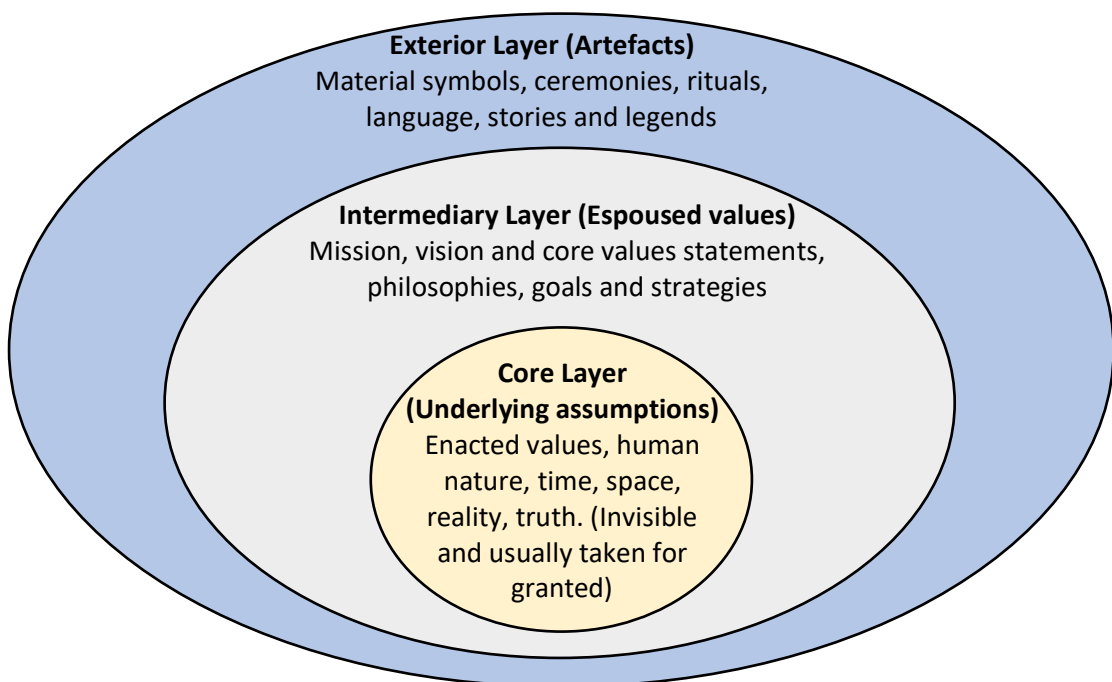 Exterior Layer (Artefacts)
Material symbols, ceremonies, rituals,
language, stories and legends
Intermediary Layer (Espoused values)
Mission, vision and core values statements,
philosophies, goals and strategies
Core Layer
(Underlying assumptions)
Enacted values, human
nature, time, space,
reality, truth. (Invisible
and usually taken for
granted)